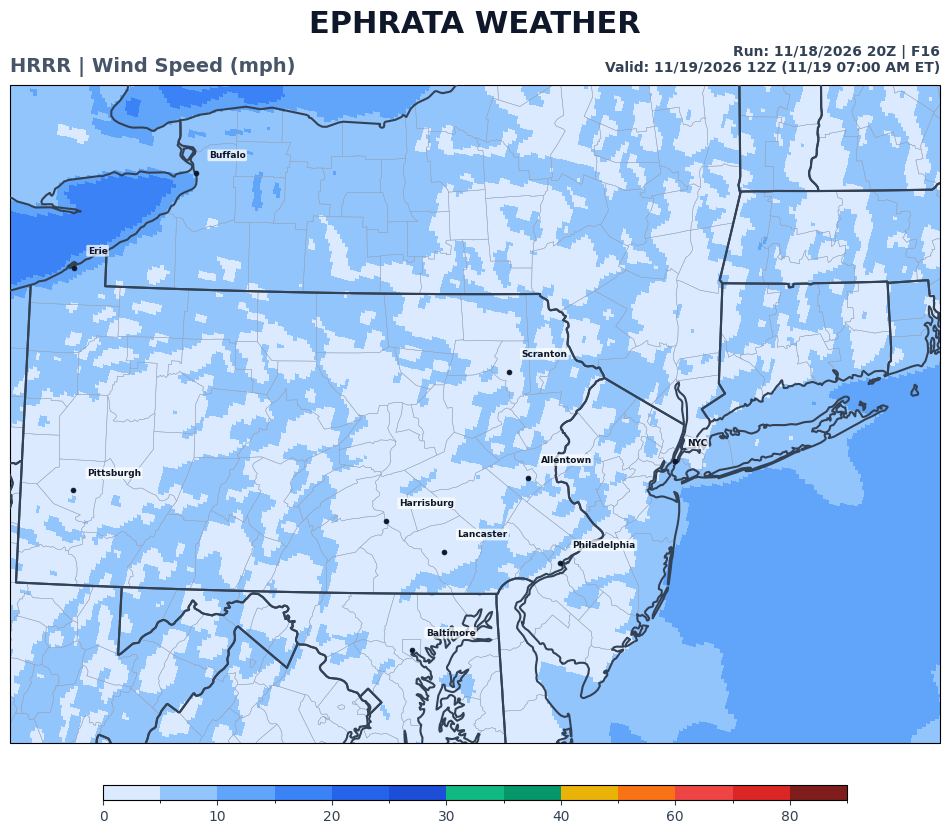 EPHRATA WEATHER
HRRR | Wind Speed (mph)
Run: 11/18/2026 20Z | F16
Valid: 11/19/2026 12Z (11/19 07:00 AM ET)
Buffalo
Erie
Scranton
NYC
Allentown
Pittsburgh
Harrisburg
Lancaster
Philadelphia
Baltimore
0 10 20 30 40 50 60 70 80